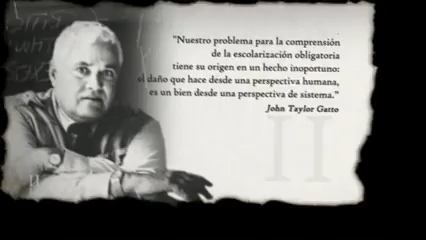 "Nuestro problema para la comprensión
de la escolarización obligatoria
tiene su origen en un hecho inoportuno:
el daño que hace desde una perspectiva humana,
es un bien desde una perspectiva de sistema."
John Taylor Gatto
II